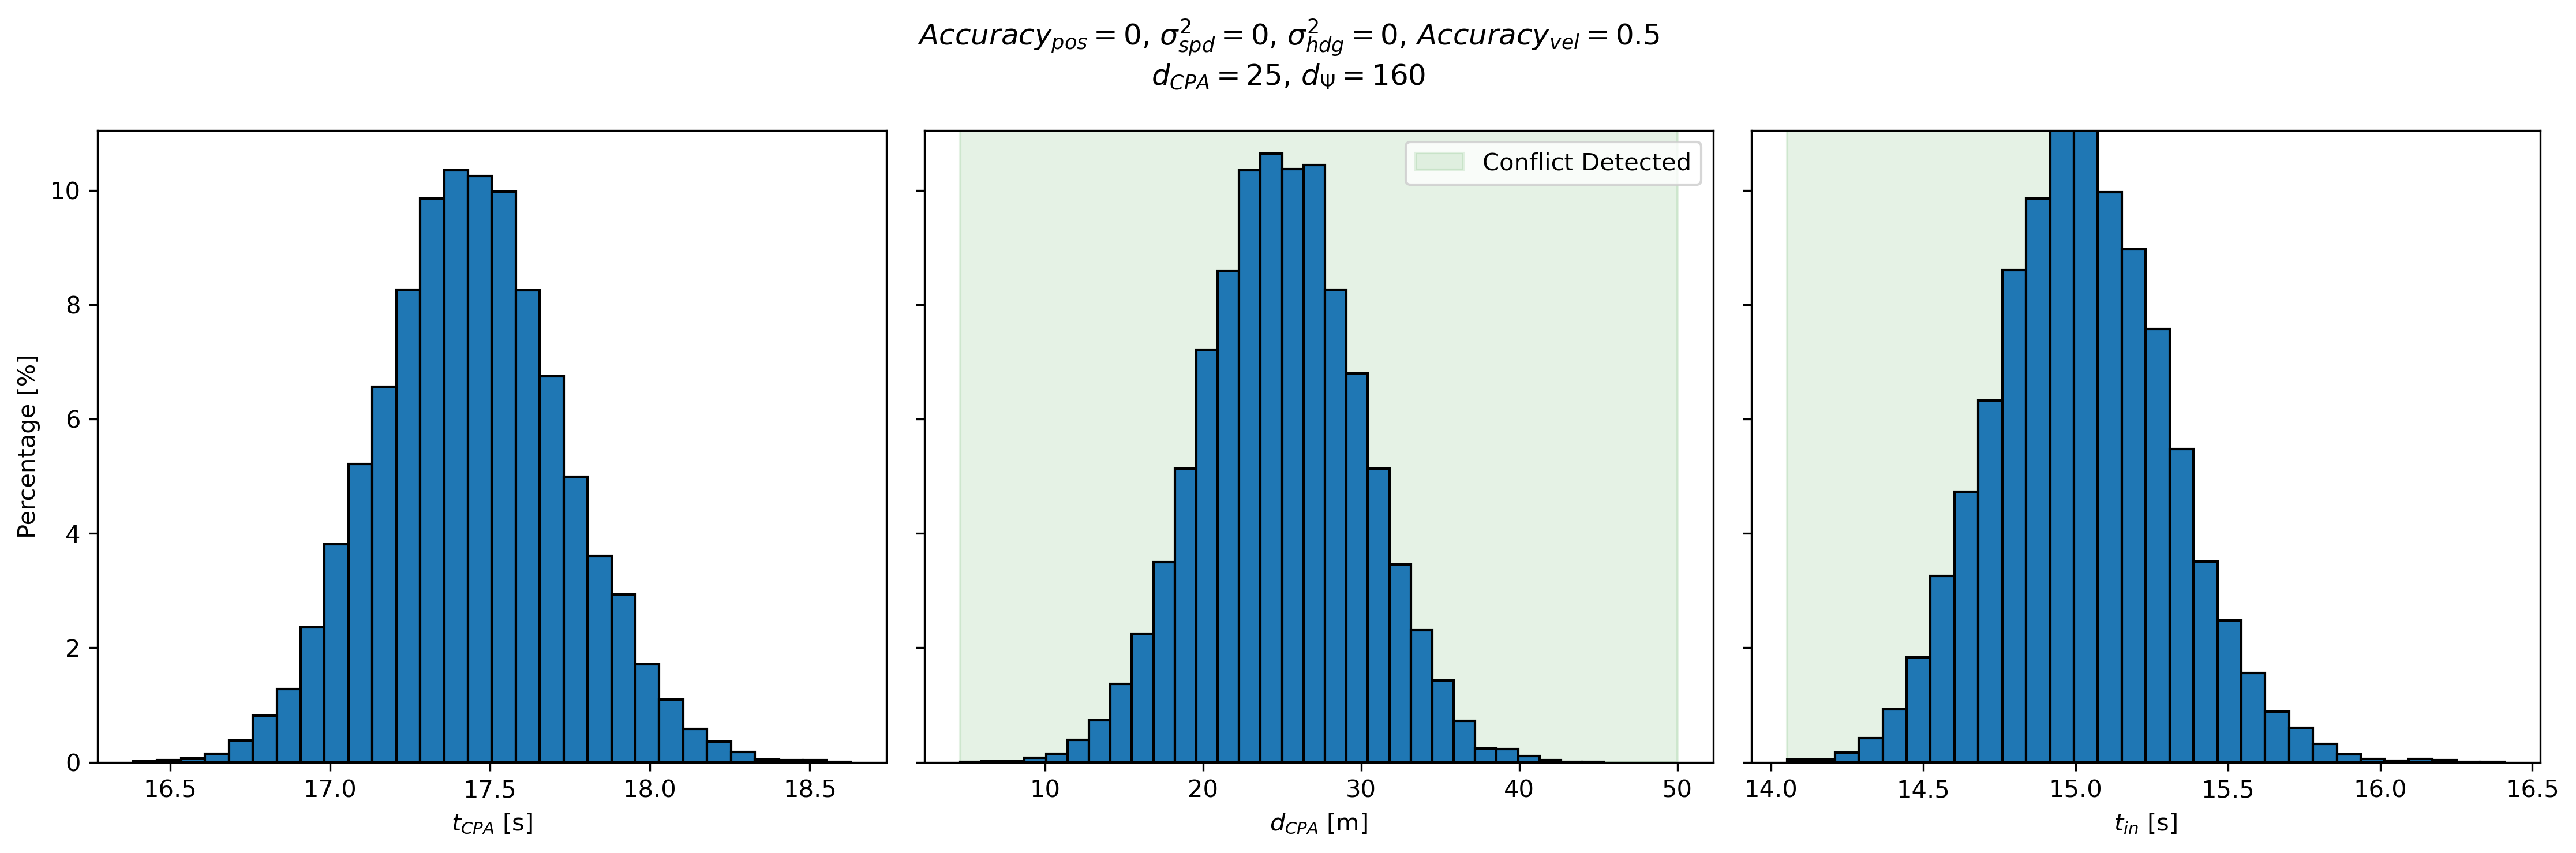 Accuracy_pos = 0, σ²_spd = 0, σ²_hdg = 0, Accuracy_vel = 0.5
d_CPA = 25, d_Ψ = 160
Percentage [%]
10
8
6
4
2
0
16.5 17.0 17.5 18.0 18.5
t_CPA [s]
Conflict Detected
10 20 30 40 50
d_CPA [m]
14.0 14.5 15.0 15.5 16.0 16.5
t_in [s]